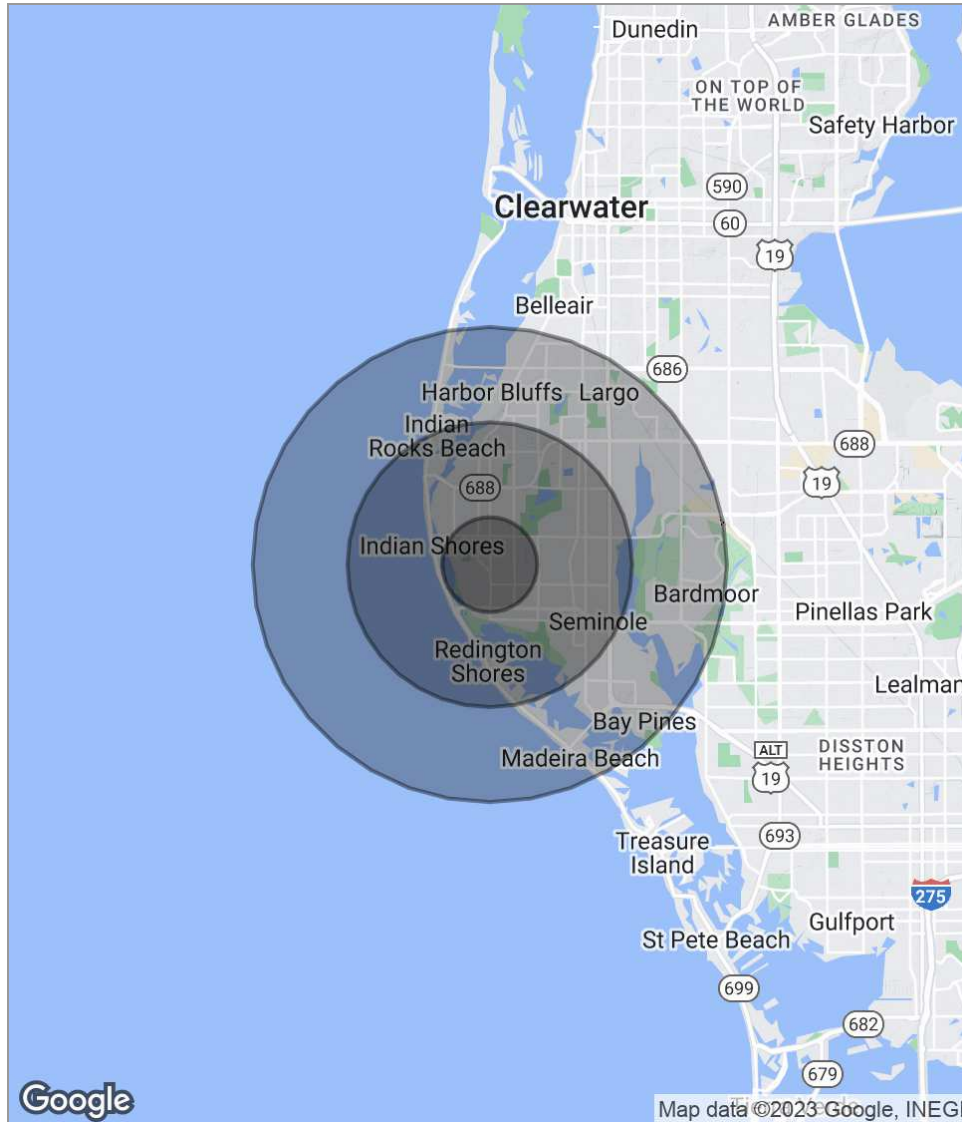 AMBER GLADES
Dunedin
ON TOP OF
THE WORLD
Safety Harbor
590
Clearwater
60
19
Belleair
686
Harbor Bluffs
Largo
Indian
Rocks Beach
688
19
688
Indian Shores
Bardmoor
Pinellas Park
Seminole
Redington
Shores
Lealman
Bay Pines
ALT
19
DISSTON
HEIGHTS
Madeira Beach
693
Treasure
Island
275
Gulfport
St Pete Beach
699
682
679
Google
Map data ©2023 Google, INEGI